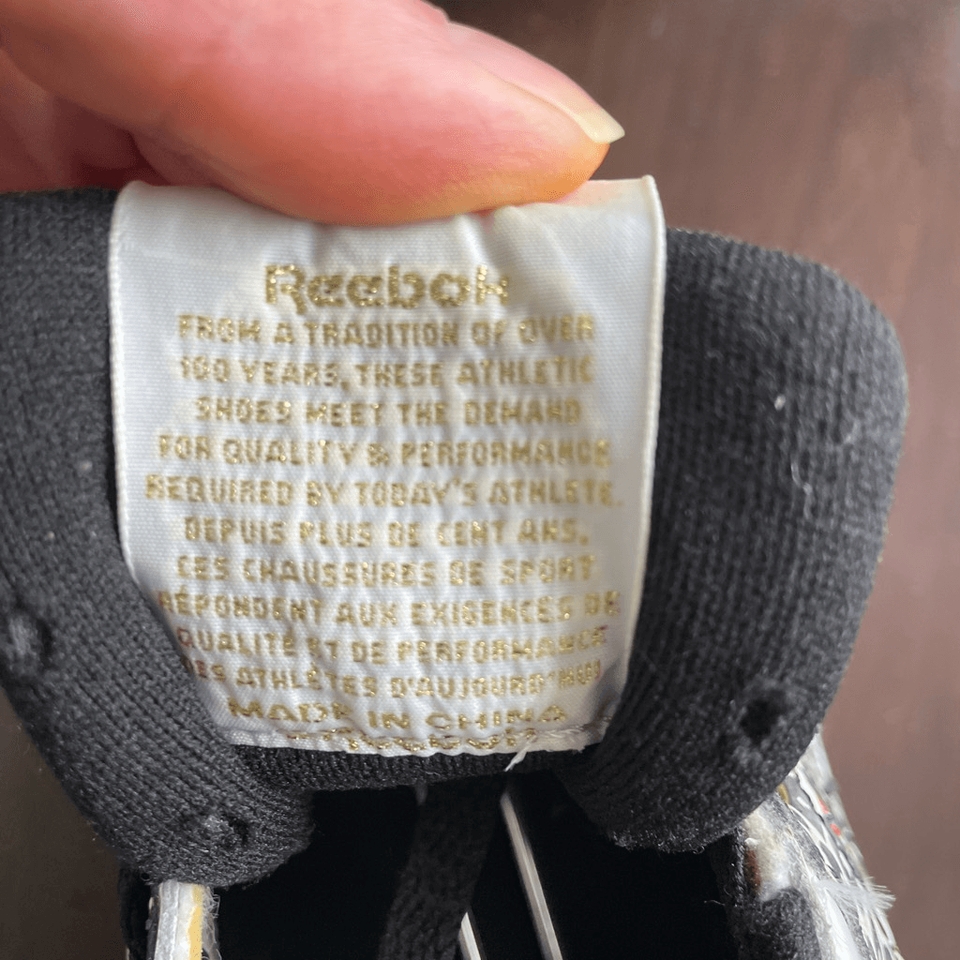 Reebok
FROM A TRADITION OF OVER
100 YEARS, THESE ATHLETIC
SHOES MEET THE DEMAND
FOR QUALITY & PERFORMANCE
REQUIRED BY TODAY'S ATHLETE.
DEPUIS PLUS DE CENT ANS,
CES CHAUSSURES DE SPORT
RÉPONDENT AUX EXIGENCES DE
QUALITÉ ET DE PERFORMANCE
DES ATHLÈTES D'AUJOURD'HUI
MADE IN CHINA